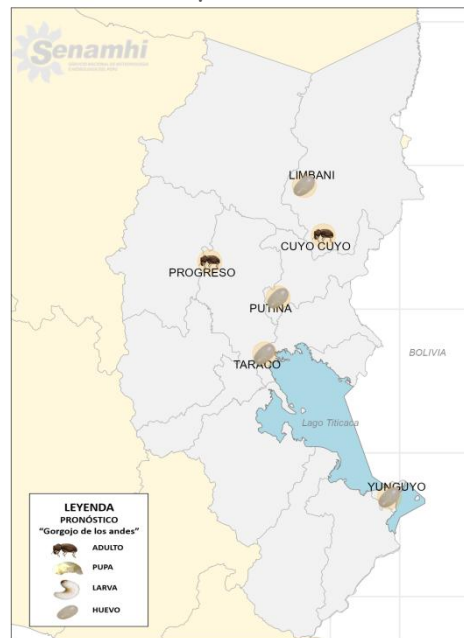 Senamhi
LIMBANI
CUYO CUYO
PROGRESO
PUTINA
TARACO
BOLIVIA
Lago Titicaca
YUNGUYO
LEYENDA
PRONÓSTICO
"Gorgojo de los andes"
ADULTO
PUPA
LARVA
HUEVO